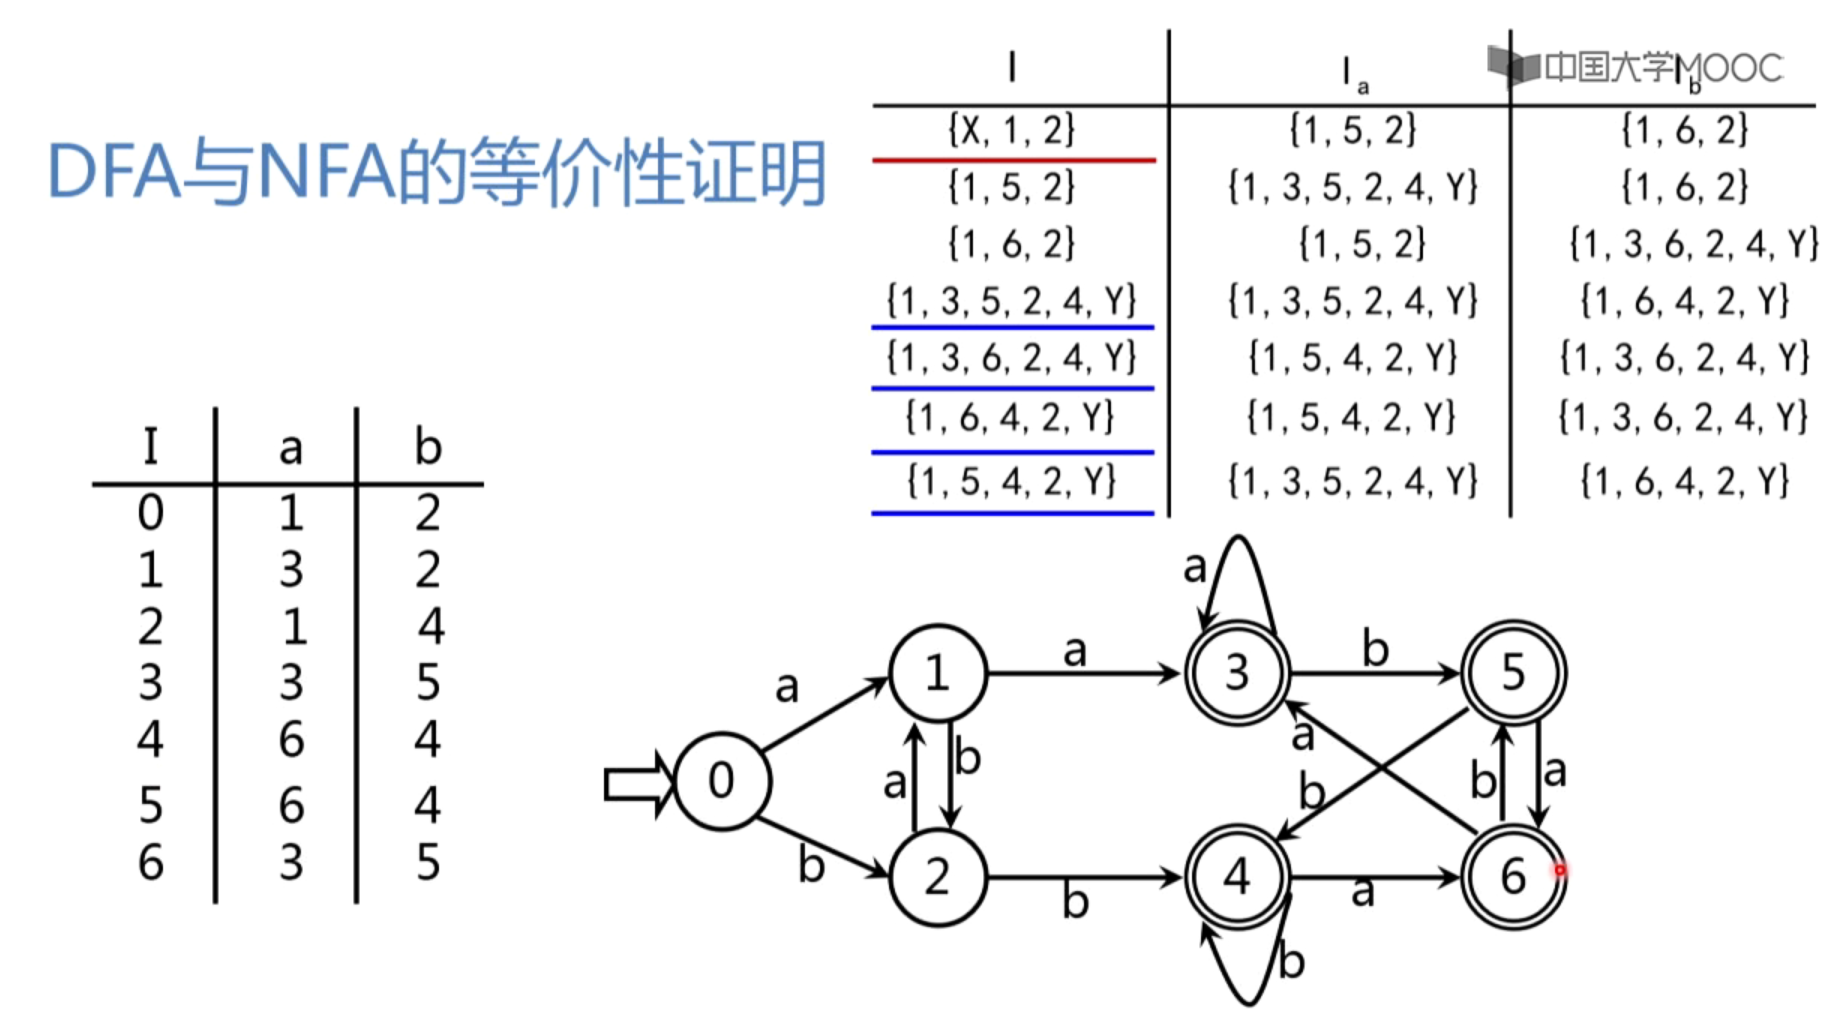 I Ia Ib
中国大学MOOC
DFA与NFA的等价性证明
{X, 1, 2} {1, 5, 2} {1, 6, 2}
{1, 5, 2} {1, 3, 5, 2, 4, Y} {1, 6, 2}
{1, 6, 2} {1, 5, 2} {1, 3, 6, 2, 4, Y}
{1, 3, 5, 2, 4, Y} {1, 3, 5, 2, 4, Y} {1, 6, 4, 2, Y}
{1, 3, 6, 2, 4, Y} {1, 5, 4, 2, Y} {1, 3, 6, 2, 4, Y}
{1, 6, 4, 2, Y} {1, 5, 4, 2, Y} {1, 3, 6, 2, 4, Y}
{1, 5, 4, 2, Y} {1, 3, 5, 2, 4, Y} {1, 6, 4, 2, Y}
I a b
0 1 2
1 3 2
2 1 4
3 3 5
4 6 4
5 6 4
6 3 5
a
a 1 a 3 b 5
0 a b a b b a
b 2 b 4 a 6
b